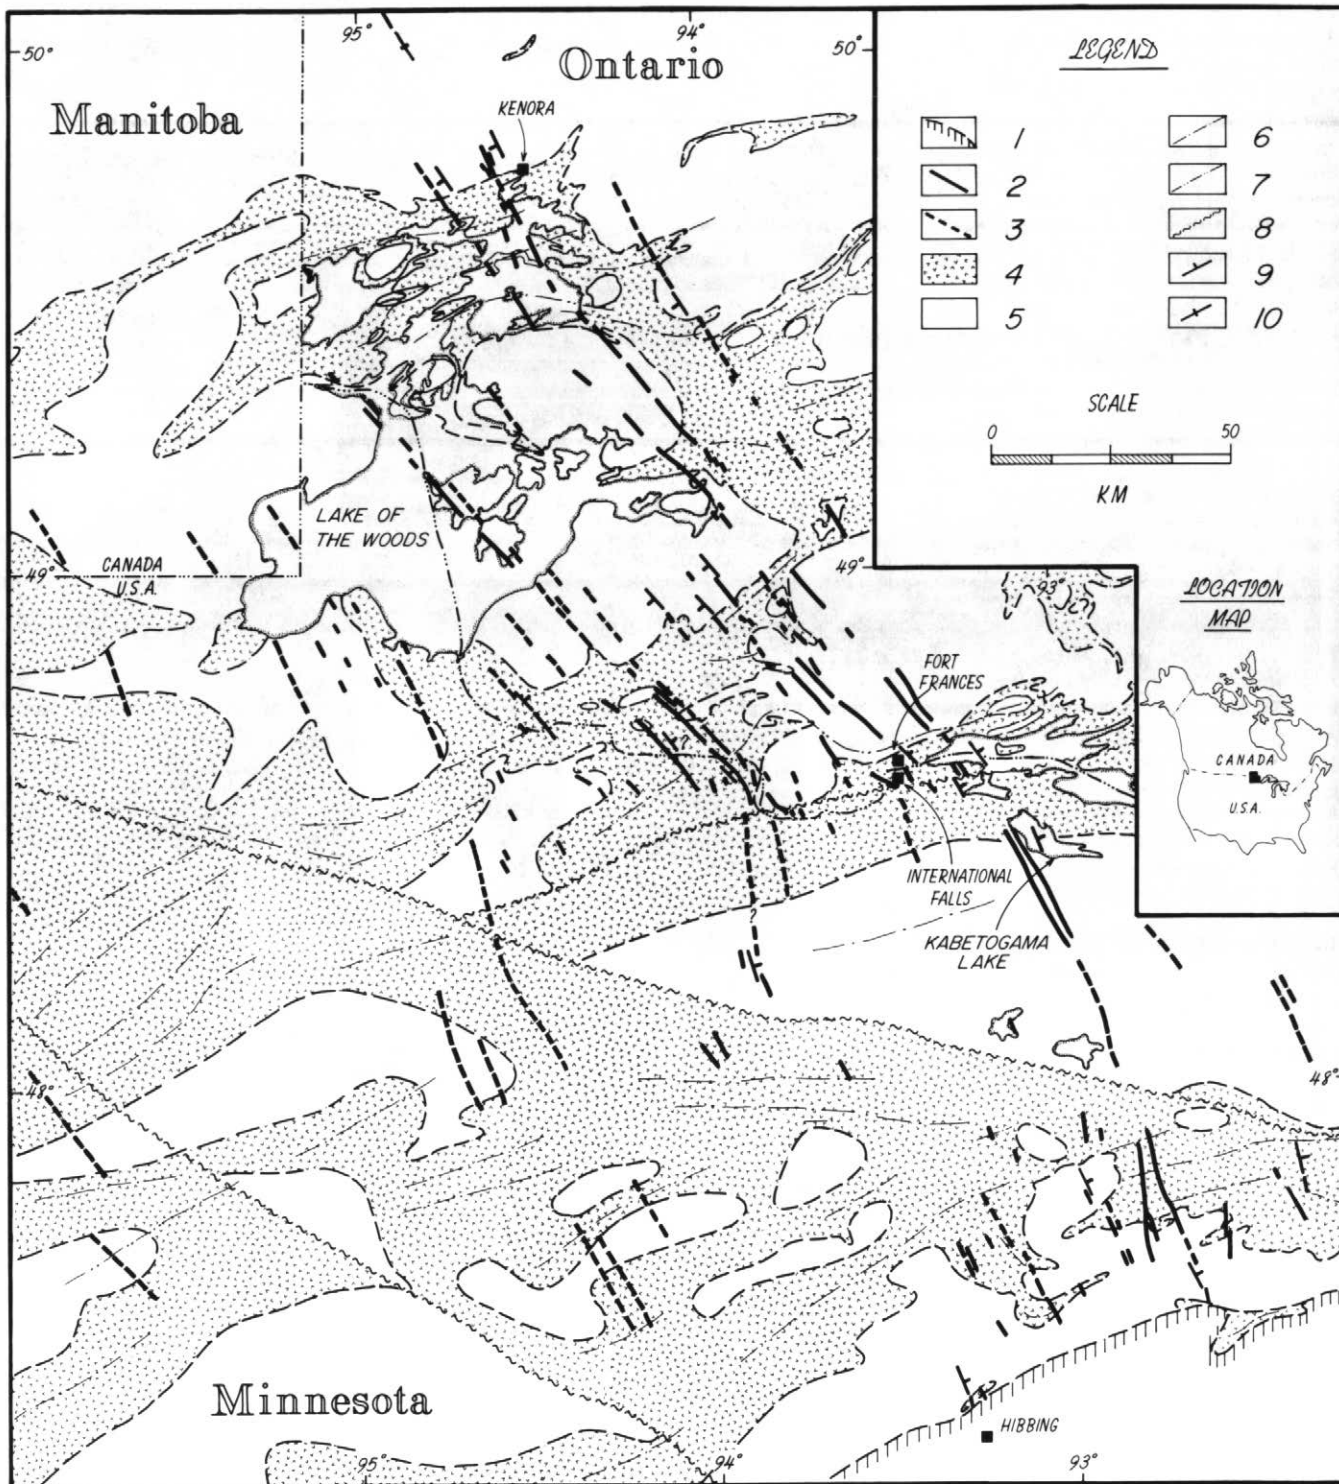 95°
94°
50°
50°
Ontario
Manitoba
KENORA
LEGEND
1
6
2
7
3
8
4
9
5
10
SCALE
0
50
KM
LAKE OF
THE WOODS
CANADA
U.S.A.
49°
49°
93°
LOCATION
MAP
FORT
FRANCES
CANADA
U.S.A.
INTERNATIONAL
FALLS
KABETOGAMA
LAKE
?
48°
48°
Minnesota
HIBBING
95°
94°
93°